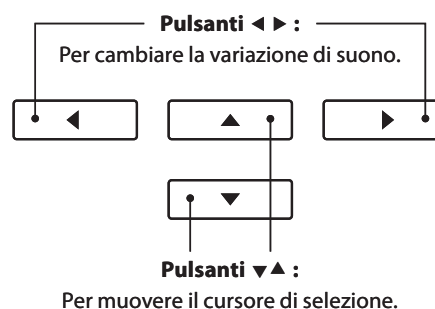 Pulsanti ◀ ▶ :
Per cambiare la variazione di suono.
◀ ▲ ▶
▼
Pulsanti ▼▲ :
Per muovere il cursore di selezione.